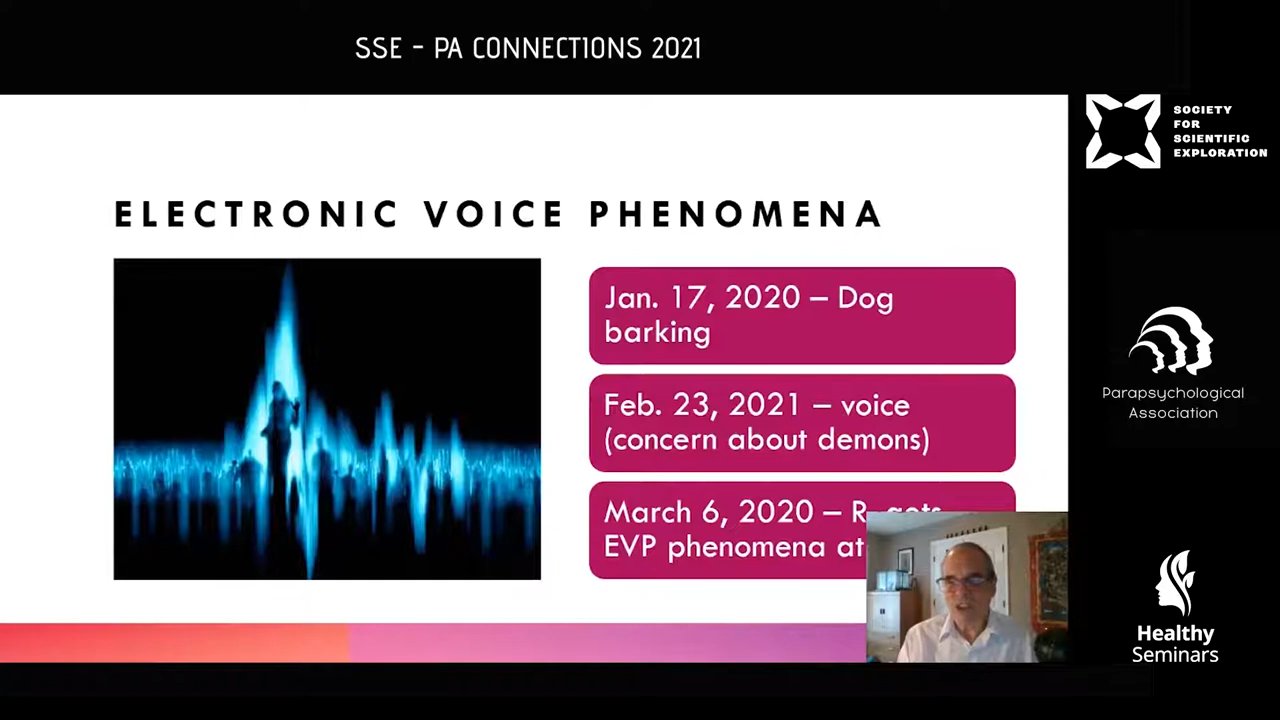 SSE - PA CONNECTIONS 2021
SOCIETY
FOR
SCIENTIFIC
EXPLORATION
ELECTRONIC VOICE PHENOMENA
Jan. 17, 2020 – Dog
barking
Feb. 23, 2021 – voice
(concern about demons)
March 6, 2020 – R. gets
EVP phenomena at
Parapsychological
Association
Healthy
Seminars